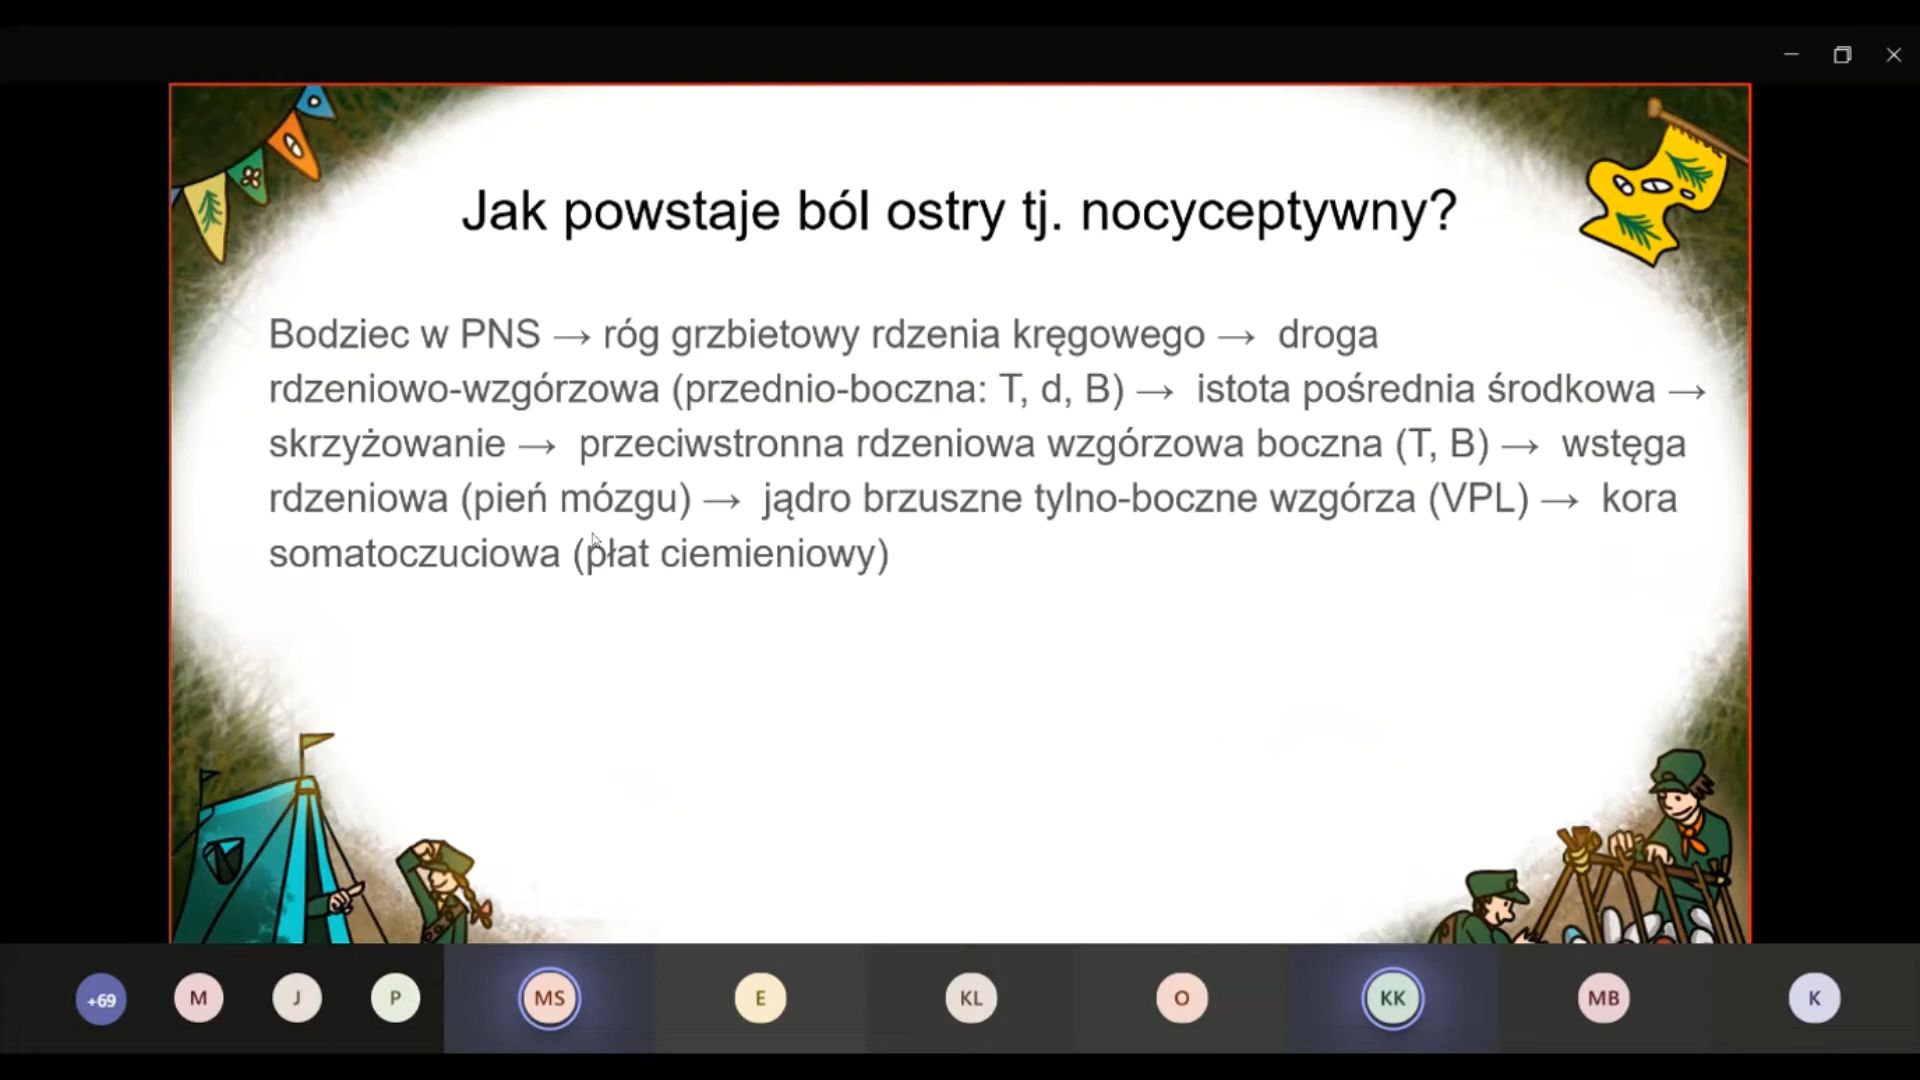 Jak powstaje ból ostry tj. nocyceptywny?
Bodziec w PNS → róg grzbietowy rdzenia kręgowego → droga
rdzeniowo-wzgórzowa (przednio-boczna: T, d, B) → istota pośrednia środkowa →
skrzyżowanie → przeciwstronna rdzeniowa wzgórzowa boczna (T, B) → wstęga
rdzeniowa (pień mózgu) → jądro brzuszne tylno-boczne wzgórza (VPL) → kora
somatoczuciowa (płat ciemieniowy)
+69 M J P MS E KL O KK MB K